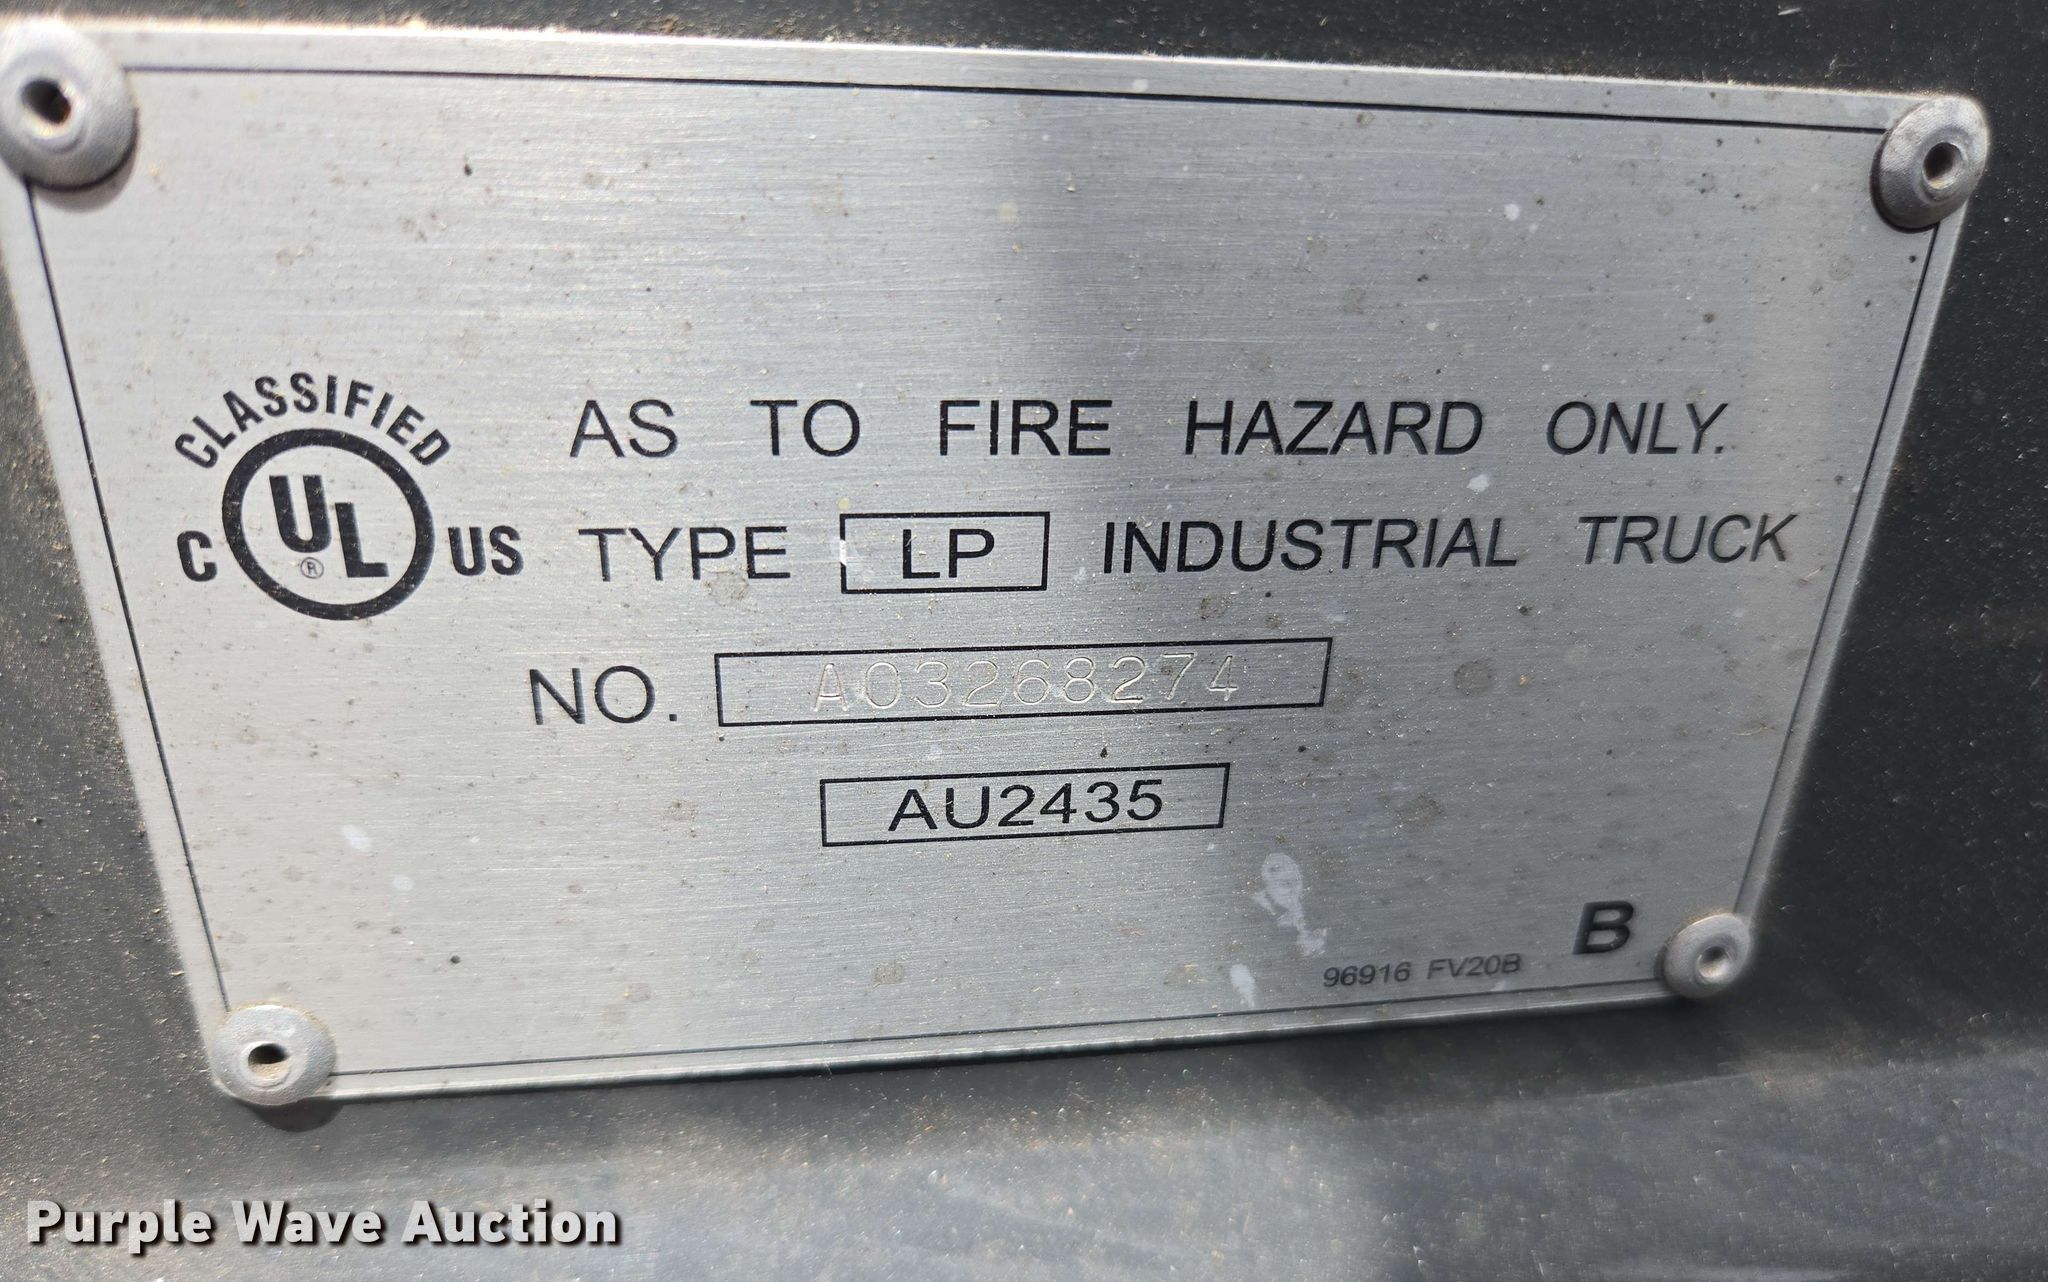 CLASSIFIED
C UL ® US
AS TO FIRE HAZARD ONLY.
TYPE LP INDUSTRIAL TRUCK
NO. A03268274
AU2435
B
96916 FV20B
Purple Wave Auction